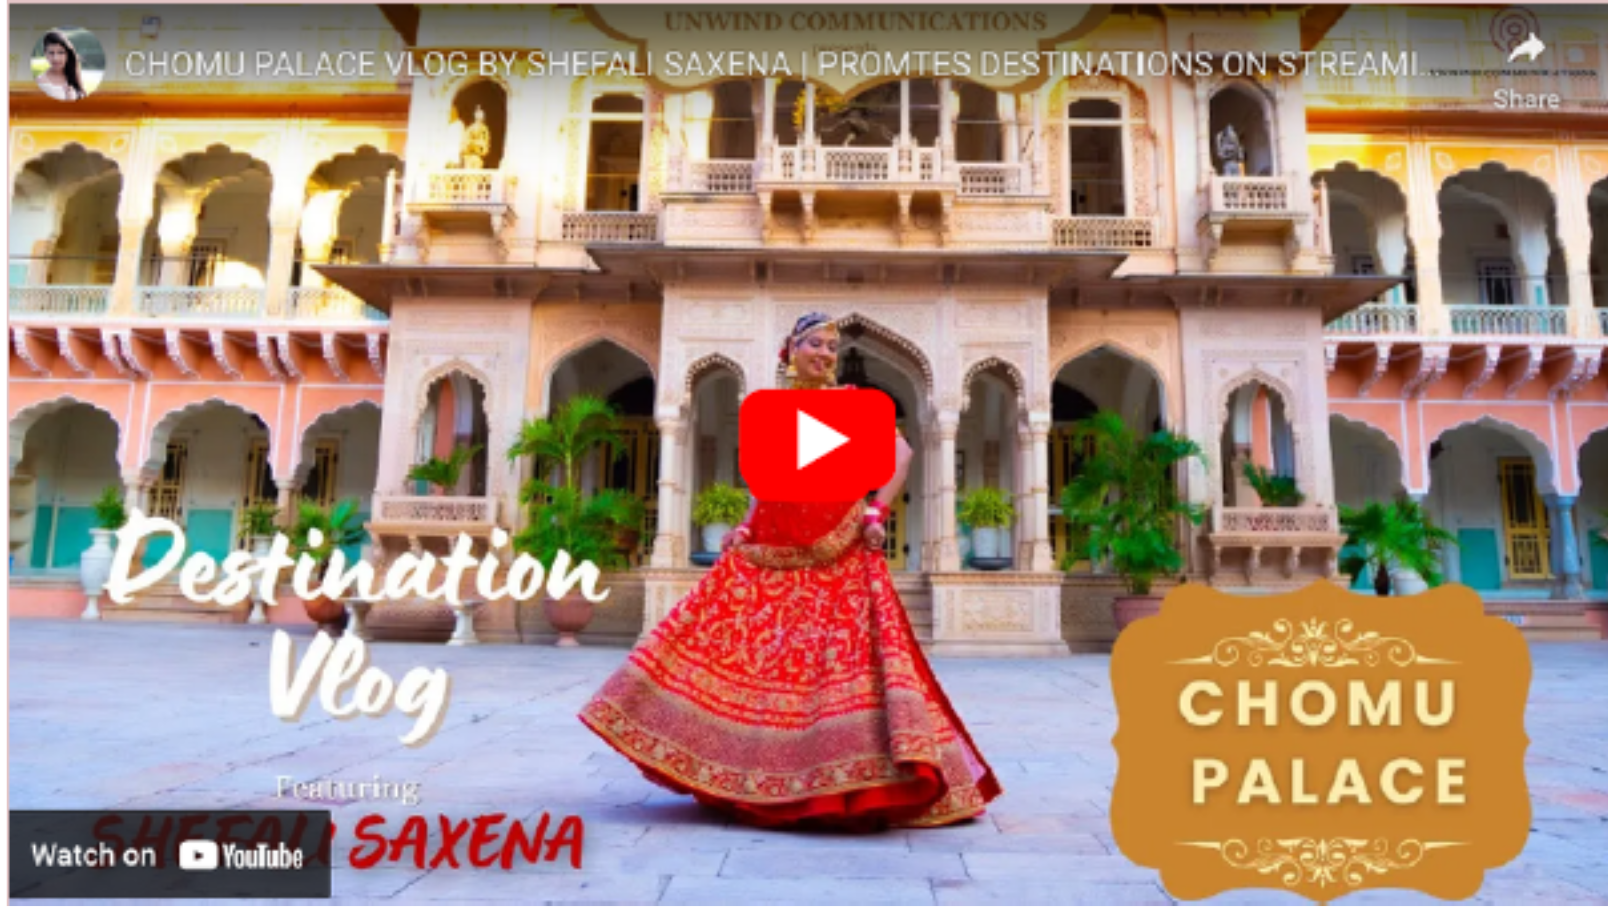 UNWIND COMMUNICATIONS
CHOMU PALACE VLOG BY SHEFALI SAXENA | PROMTES DESTINATIONS ON STREAMI...
Share
Destination
Vlog
Featuring
SHEFALI SAXENA
Watch on YouTube
CHOMU
PALACE